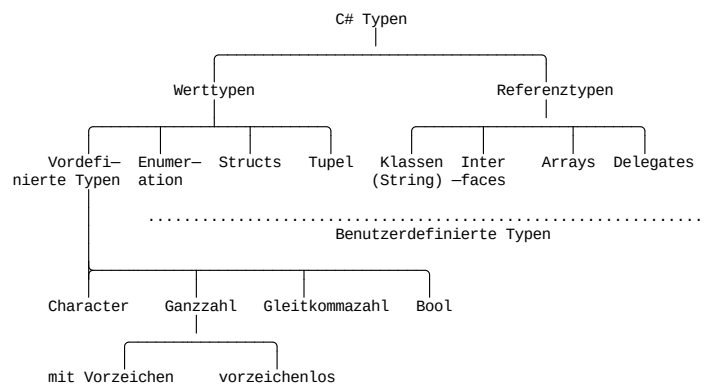 C# Typen
Werttypen Referenztypen
Vordefi– Enumer– Structs Tupel Klassen Inter Arrays Delegates
nierte Typen ation (String) –faces
Benutzerdefinierte Typen
Character Ganzzahl Gleitkommazahl Bool
mit Vorzeichen vorzeichenlos